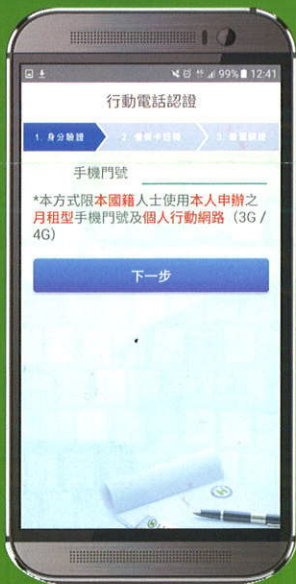 99% 12:41
行動電話認證
1. 身分驗證
手機門號
*本方式限本國籍人士使用本人申辦之
月租型手機門號及個人行動網路（3G /
4G）
下一步